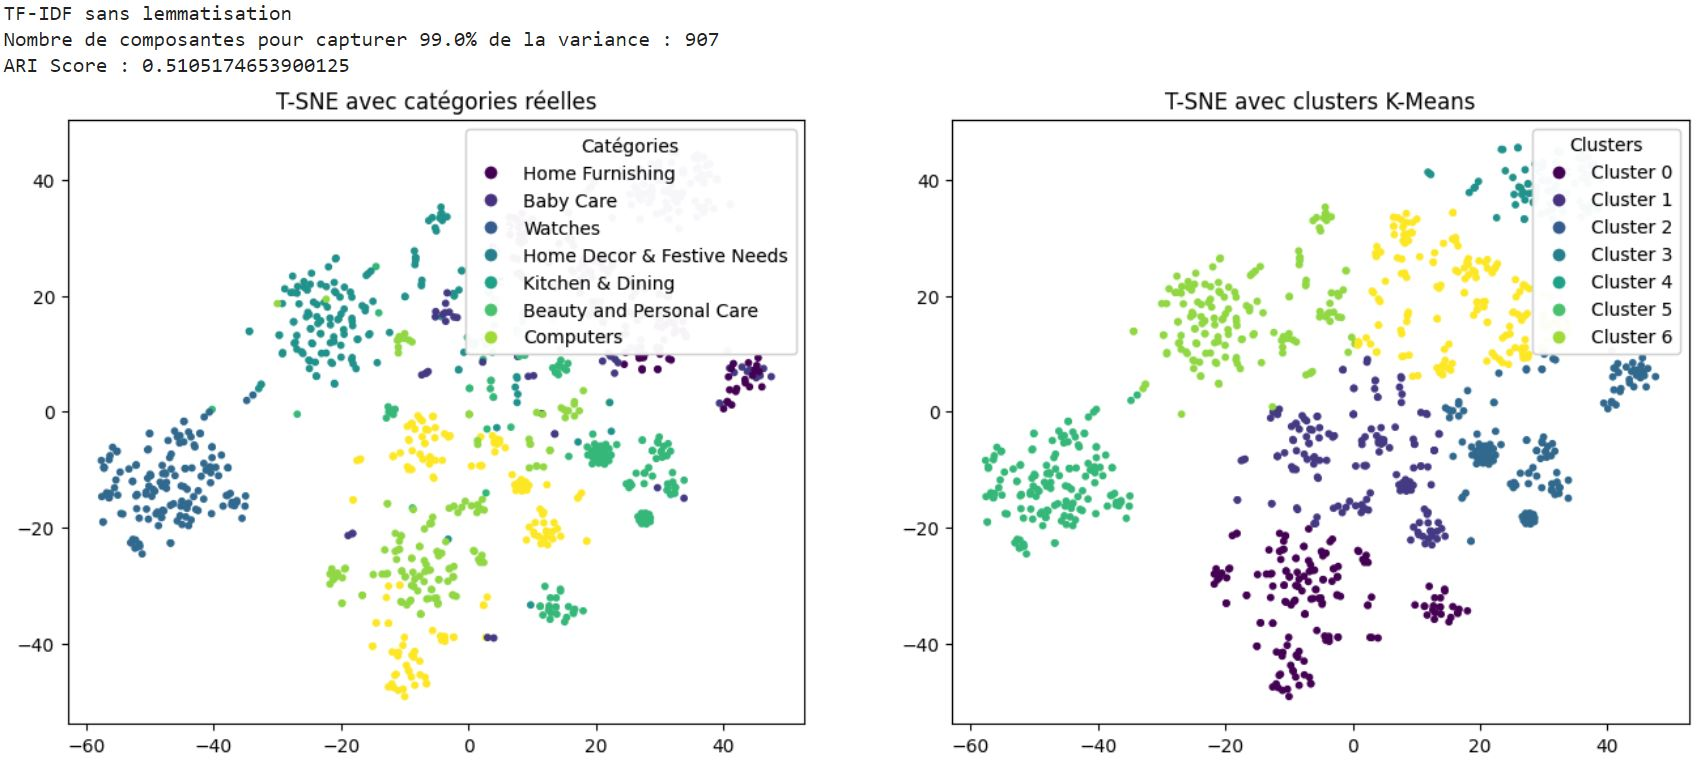 TF-IDF sans lemmatisation
Nombre de composantes pour capturer 99.0% de la variance : 907
ARI Score : 0.5105174653900125
T-SNE avec catégories réelles
Catégories
Home Furnishing
Baby Care
Watches
Home Decor & Festive Needs
Kitchen & Dining
Beauty and Personal Care
Computers
40
20
0
−20
−40
−60
−40
−20
0
20
40
T-SNE avec clusters K-Means
Clusters
Cluster 0
Cluster 1
Cluster 2
Cluster 3
Cluster 4
Cluster 5
Cluster 6
40
20
0
−20
−40
−60
−40
−20
0
20
40